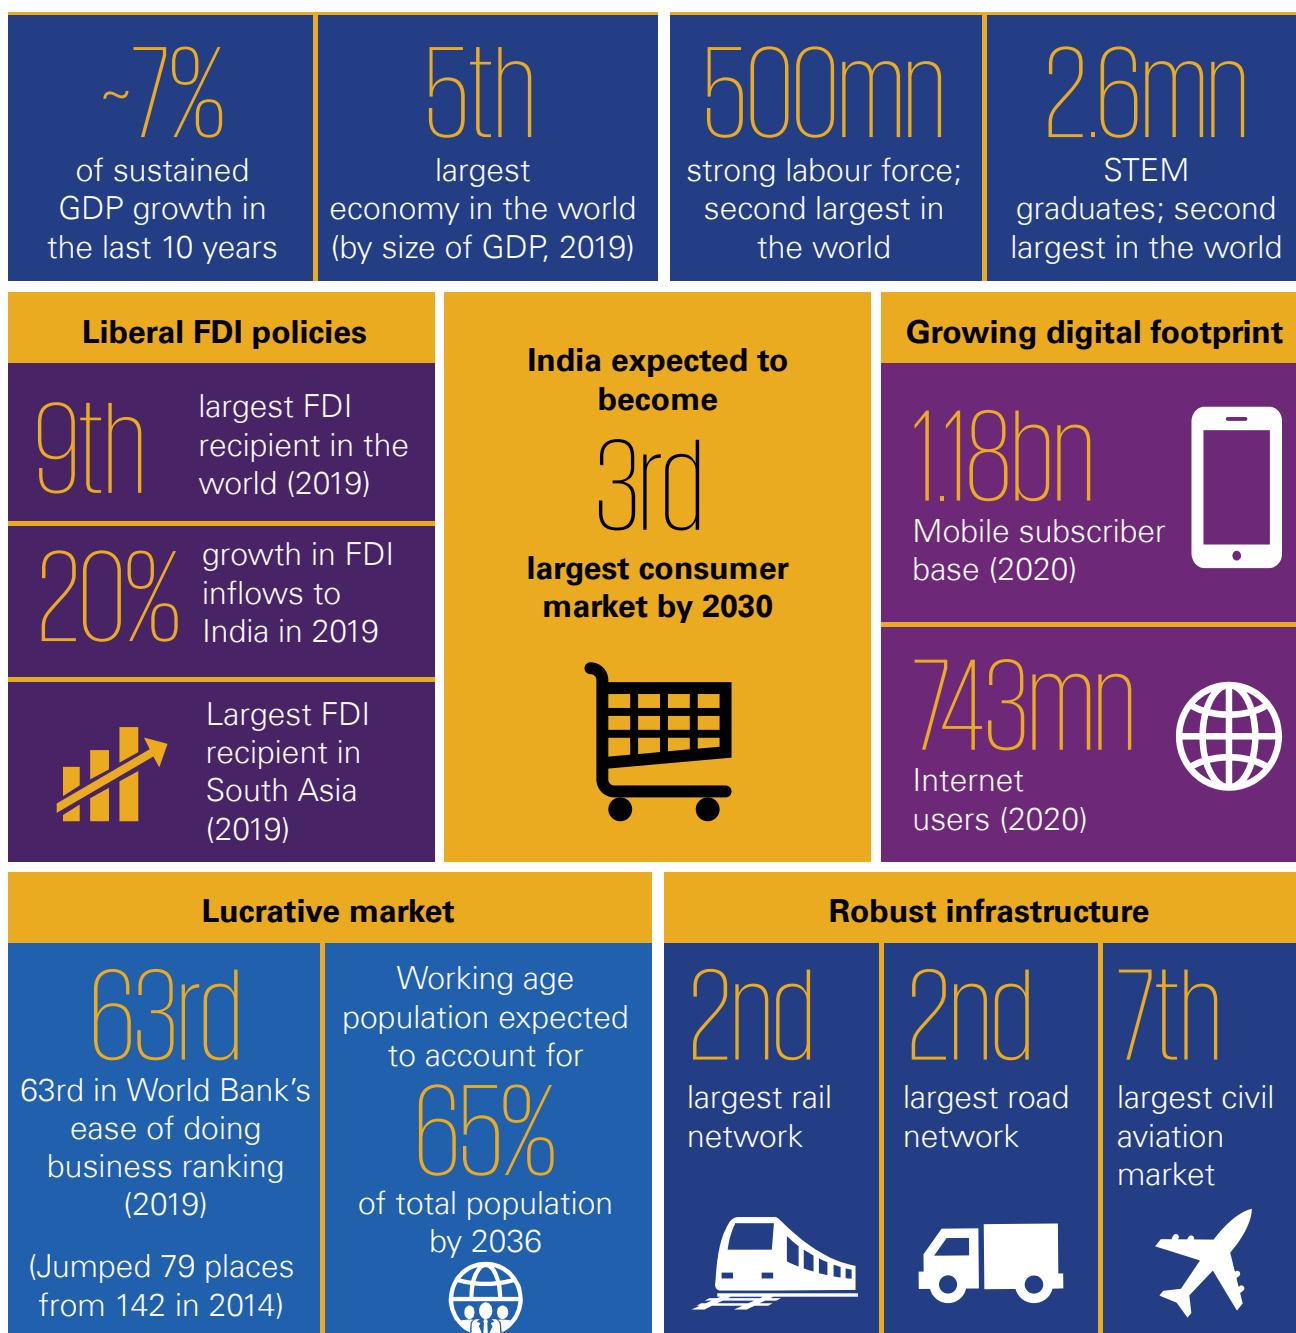 ~7%
of sustained
GDP growth in
the last 10 years
5th
largest
economy in the world
(by size of GDP, 2019)
500mn
strong labour force;
second largest in
the world
2.6mn
STEM
graduates; second
largest in the world
Liberal FDI policies
9th
largest FDI
recipient in the
world (2019)
20%
growth in FDI
inflows to
India in 2019
Largest FDI
recipient in
South Asia
(2019)
India expected to
become
3rd
largest consumer
market by 2030
Growing digital footprint
1.18bn
Mobile subscriber
base (2020)
743mn
Internet
users (2020)
Lucrative market
63rd
63rd in World Bank’s
ease of doing
business ranking
(2019)
(Jumped 79 places
from 142 in 2014)
Working age
population expected
to account for
65%
of total population
by 2036
Robust infrastructure
2nd
largest rail
network
2nd
largest road
network
7th
largest civil
aviation
market